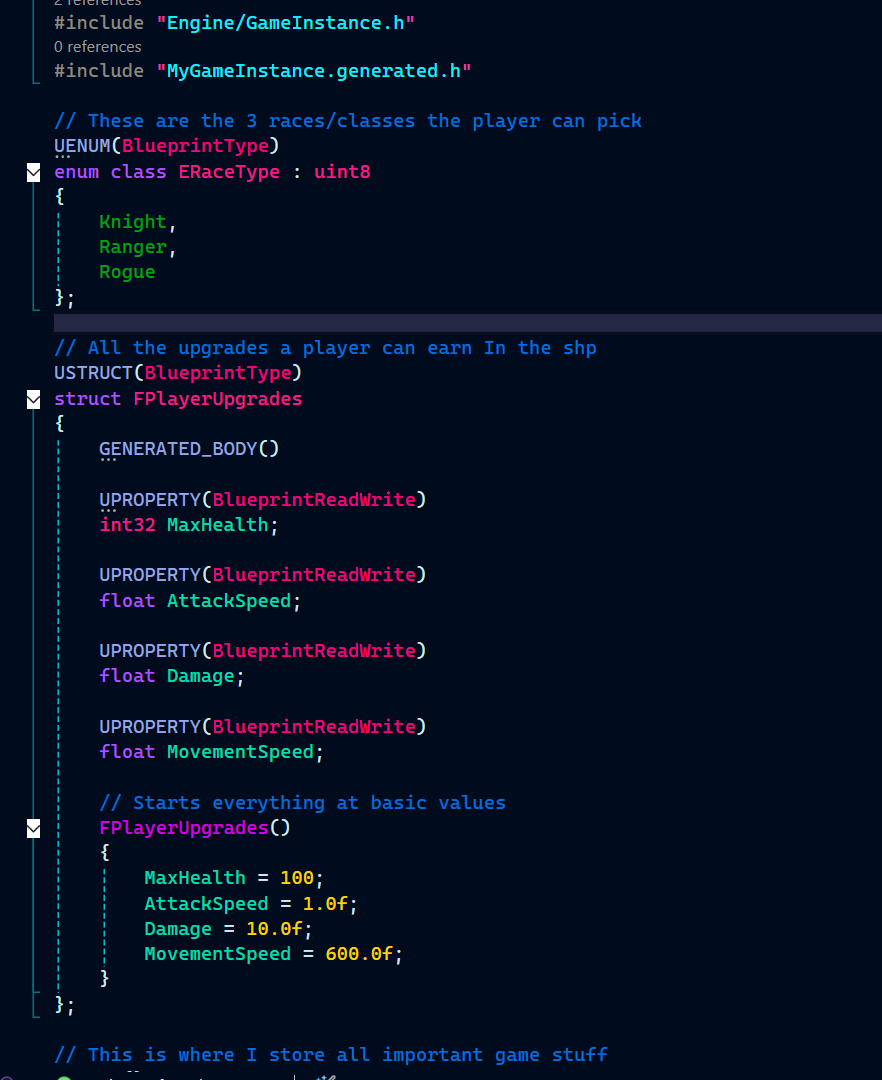 2 references
#include "Engine/GameInstance.h"
0 references
#include "MyGameInstance.generated.h"
// These are the 3 races/classes the player can pick
UENUM(BlueprintType)
enum class ERaceType : uint8
{
Knight,
Ranger,
Rogue
};
// All the upgrades a player can earn In the shp
USTRUCT(BlueprintType)
struct FPlayerUpgrades
{
GENERATED_BODY()
UPROPERTY(BlueprintReadWrite)
int32 MaxHealth;
UPROPERTY(BlueprintReadWrite)
float AttackSpeed;
UPROPERTY(BlueprintReadWrite)
float Damage;
UPROPERTY(BlueprintReadWrite)
float MovementSpeed;
// Starts everything at basic values
FPlayerUpgrades()
{
MaxHealth = 100;
AttackSpeed = 1.0f;
Damage = 10.0f;
MovementSpeed = 600.0f;
}
};
// This is where I store all important game stuff